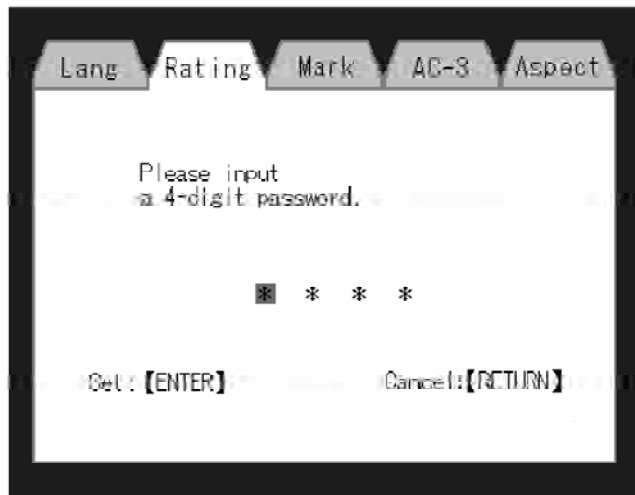 Lang Rating Mark AC-3 Aspect
Please input
a 4-digit password.
* * * *
Set:【ENTER】 Cancel:【RETURN】